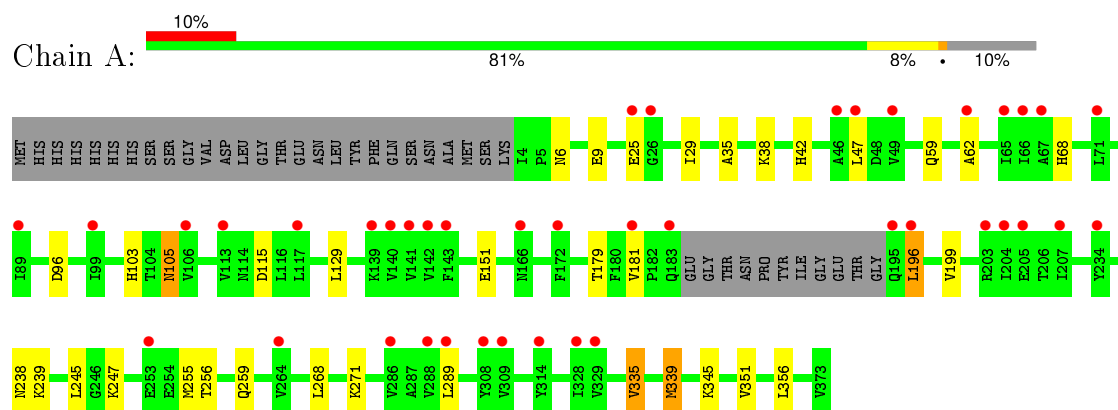 10%
Chain A:
81% 8% • 10%
MET HIS HIS HIS HIS HIS HIS SER SER GLY VAL ASP LEU GLY THR GLU ASN LEU TYR PHE GLN SER ASN ALA MET SER LYS I4 P5 N6 E9 E25 G26 I29 A35 K38 H42 A46 L47 D48 V49 Q59 A62 I65 I66 A67 H68 L71
I89 D96 I99 H103 T104 N105 V106 V113 N114 D115 L116 L117 L129 K139 V140 V141 V142 F143 E151 N166 F172 T179 F180 V181 P182 Q183 GLU GLY THR ASN PRO TYR ILE GLY GLU THR GLY Q195 L196 V199 R203 I204 E205 T206 I207 Y234
N238 K239 L245 G246 K247 E253 E254 M255 T256 Q259 V264 L268 K271 V286 A287 V288 L289 Y308 V309 Y314 I328 V329 V335 M339 K345 V351 L356 V373